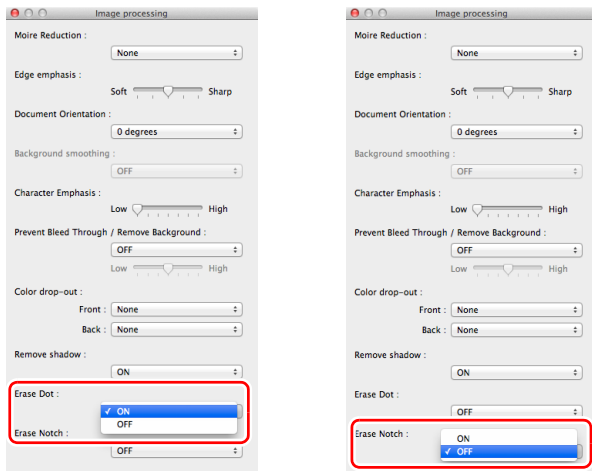 Image processing
Moire Reduction :
None
Edge emphasis :
Soft Sharp
Document Orientation :
0 degrees
Background smoothing :
OFF
Character Emphasis :
Low High
Prevent Bleed Through / Remove Background :
OFF
Low High
Color drop-out :
Front : None
Back : None
Remove shadow :
ON
Erase Dot :
✓ ON
OFF
Erase Notch :
OFF
Image processing
Moire Reduction :
None
Edge emphasis :
Soft Sharp
Document Orientation :
0 degrees
Background smoothing :
OFF
Character Emphasis :
Low High
Prevent Bleed Through / Remove Background :
OFF
Low High
Color drop-out :
Front : None
Back : None
Remove shadow :
ON
Erase Dot :
OFF
Erase Notch :
ON
✓ OFF